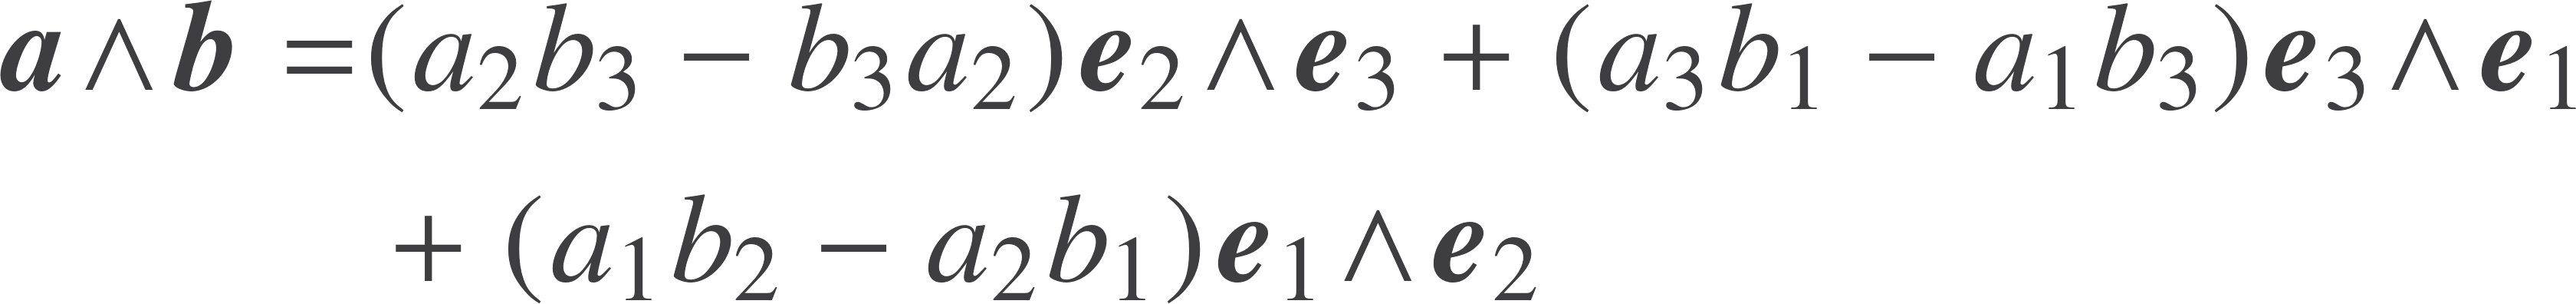 a ∧ b = (a₂b₃ − b₃a₂)e₂ ∧ e₃ + (a₃b₁ − a₁b₃)e₃ ∧ e₁
+ (a₁b₂ − a₂b₁)e₁ ∧ e₂